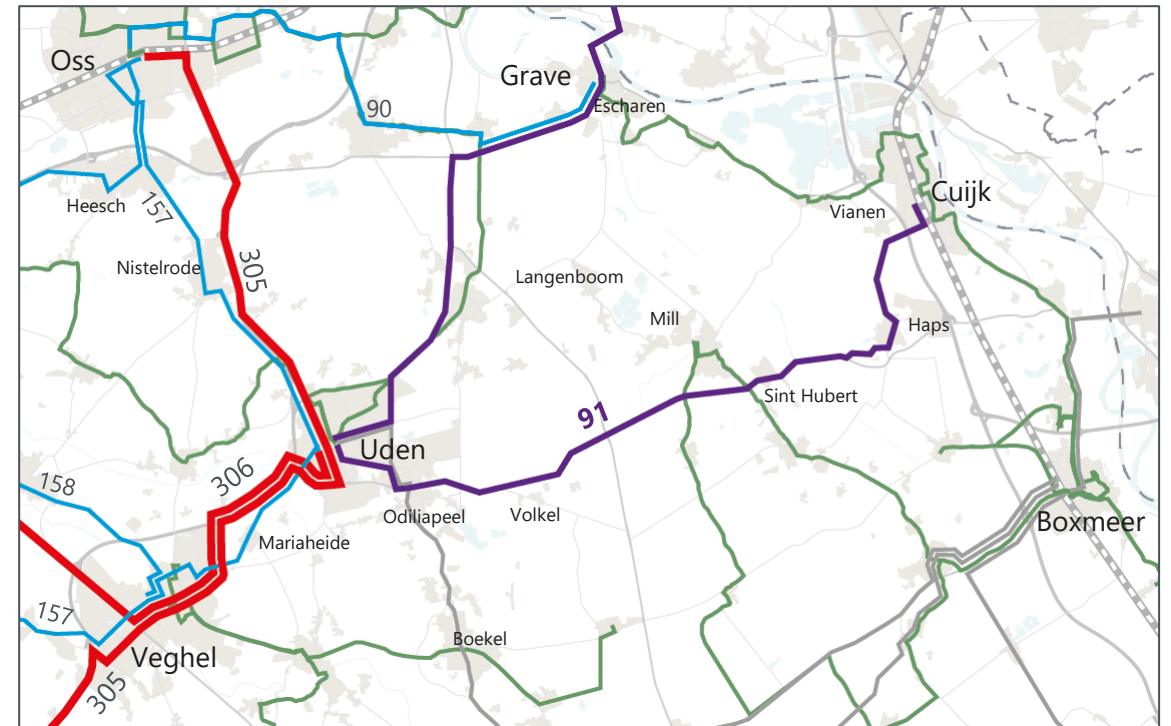 Oss
Grave
Escharen
90
Cuijk
Vianen
Heesch
157
Nistelrode
305
Langenboom
Mill
Haps
Sint Hubert
91
Uden
306
158
Odiliapeel
Volkel
Boxmeer
Mariaheide
157
Boekel
Veghel
305